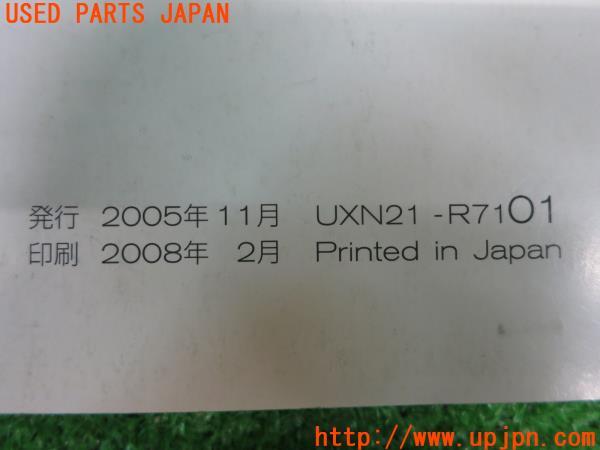 USED PARTS JAPAN
発行 2005年 11月 UXN21 -R7101
印刷 2008年 2月 Printed in Japan
http://www.upjpn.com